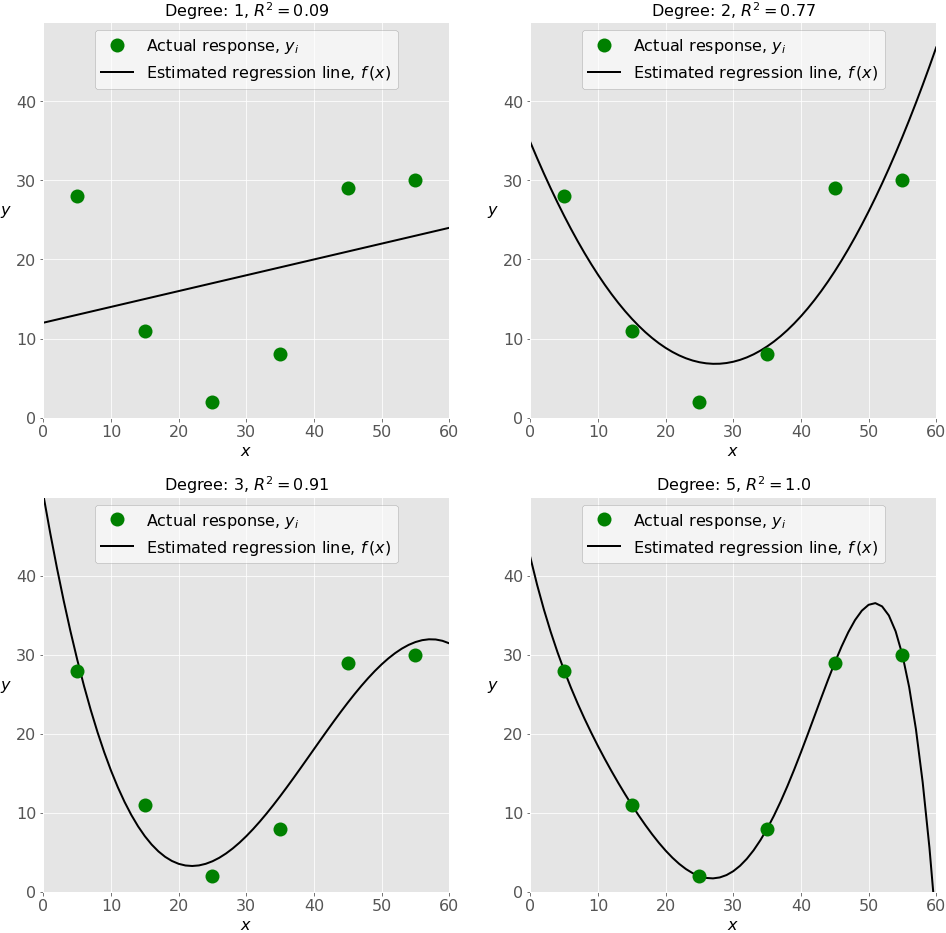 Degree: 1, R² = 0.09
Actual response, yᵢ
Estimated regression line, f(x)
40
30
y
20
10
0
0 10 20 30 40 50 60
x
Degree: 2, R² = 0.77
Actual response, yᵢ
Estimated regression line, f(x)
40
30
y
20
10
0
0 10 20 30 40 50 60
x
Degree: 3, R² = 0.91
Actual response, yᵢ
Estimated regression line, f(x)
40
30
y
20
10
0
0 10 20 30 40 50 60
x
Degree: 5, R² = 1.0
Actual response, yᵢ
Estimated regression line, f(x)
40
30
y
20
10
0
0 10 20 30 40 50 60
x